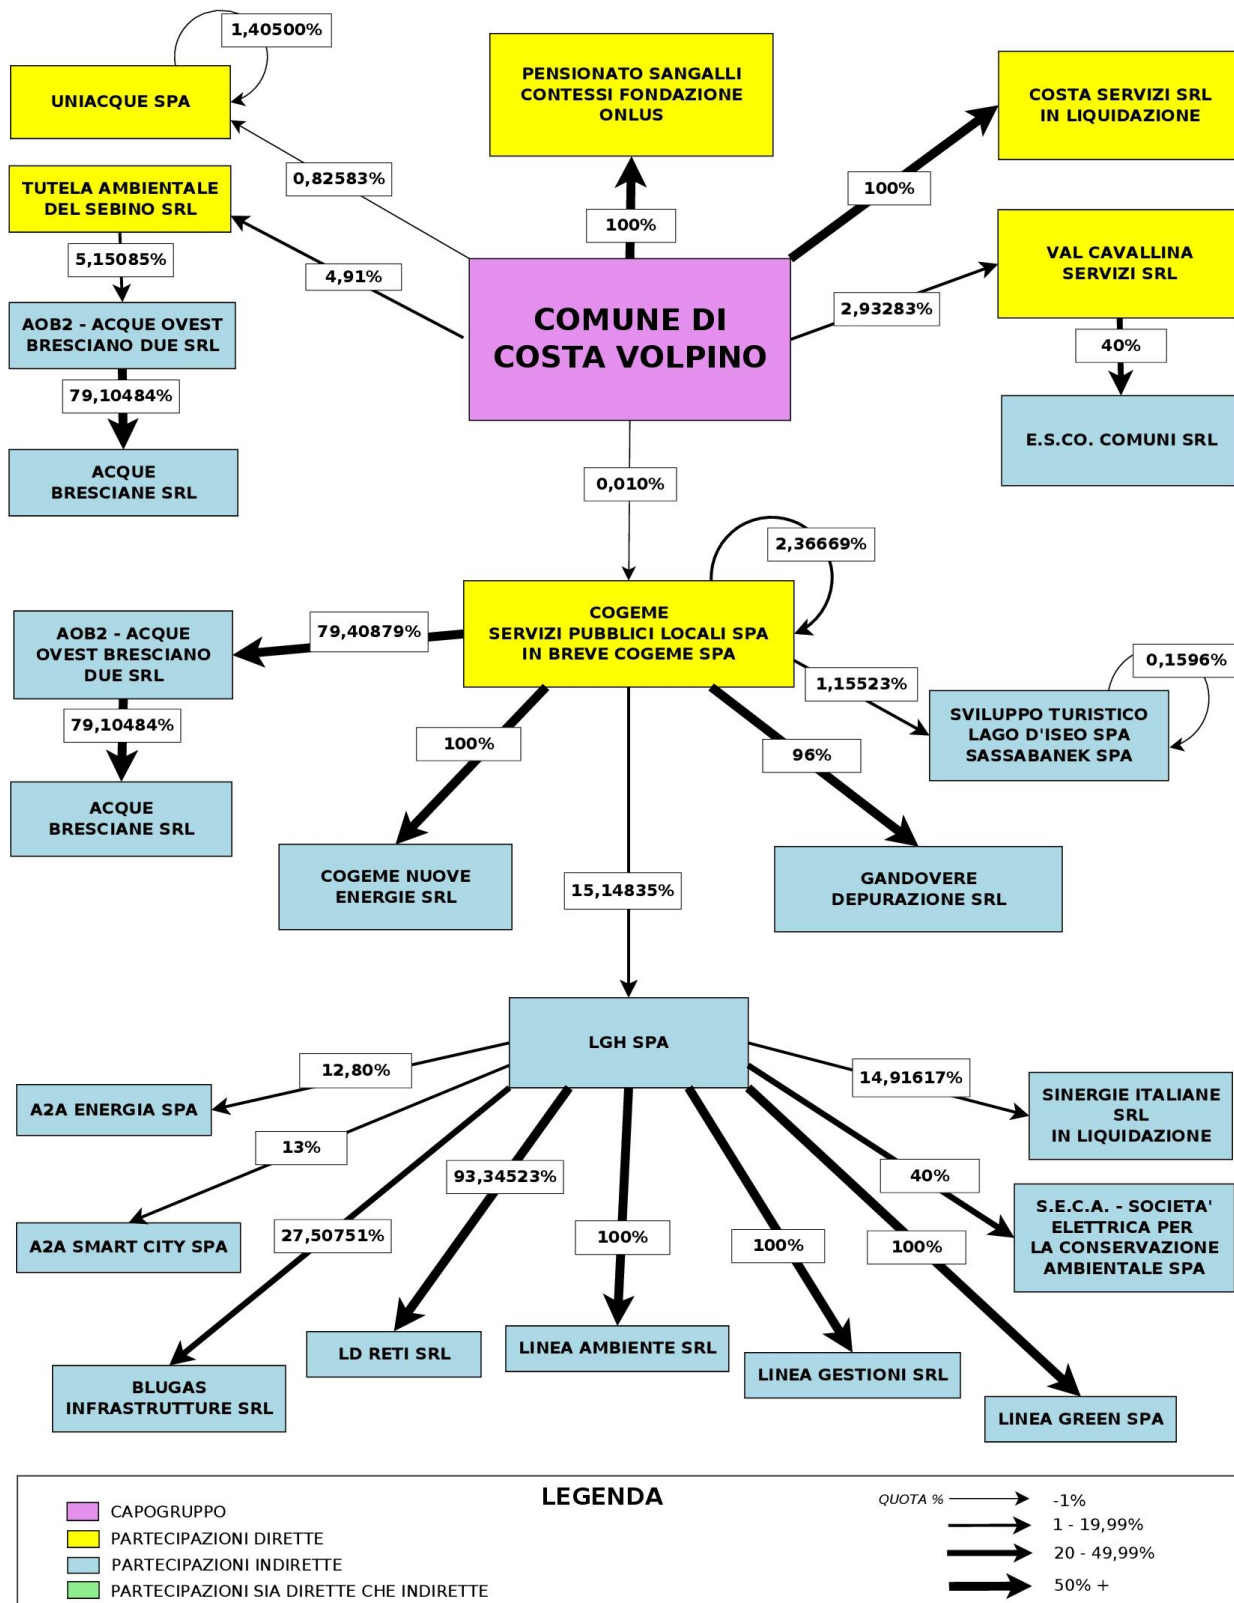 1,40500%
UNIACQUE SPA
PENSIONATO SANGALLI
CONTESSI FONDAZIONE
ONLUS
COSTA SERVIZI SRL
IN LIQUIDAZIONE
0,82583%
100%
100%
TUTELA AMBIENTALE
DEL SEBINO SRL
5,15085%
4,91%
VAL CAVALLINA
SERVIZI SRL
2,93283%
COMUNE DI
COSTA VOLPINO
AOB2 - ACQUE OVEST
BRESCIANO DUE SRL
40%
79,10484%
E.S.CO. COMUNI SRL
ACQUE
BRESCIANE SRL
0,010%
2,36669%
COGEME
SERVIZI PUBBLICI LOCALI SPA
IN BREVE COGEME SPA
79,40879%
AOB2 - ACQUE
OVEST BRESCIANO
DUE SRL
0,1596%
1,15523%
SVILUPPO TURISTICO
LAGO D'ISEO SPA
SASSABANEK SPA
79,10484%
100%
96%
ACQUE
BRESCIANE SRL
COGEME NUOVE
ENERGIE SRL
15,14835%
GANDOVERE
DEPURAZIONE SRL
LGH SPA
12,80%
14,91617%
A2A ENERGIA SPA
SINERGIE ITALIANE
SRL
IN LIQUIDAZIONE
13%
93,34523%
40%
A2A SMART CITY SPA
27,50751%
100%
100%
100%
S.E.C.A. - SOCIETA'
ELETTRICA PER
LA CONSERVAZIONE
AMBIENTALE SPA
LD RETI SRL
LINEA AMBIENTE SRL
LINEA GESTIONI SRL
BLUGAS
INFRASTRUTTURE SRL
LINEA GREEN SPA
LEGENDA
CAPOGRUPPO
PARTECIPAZIONI DIRETTE
PARTECIPAZIONI INDIRETTE
PARTECIPAZIONI SIA DIRETTE CHE INDIRETTE
QUOTA %
-1%
1 - 19,99%
20 - 49,99%
50% +